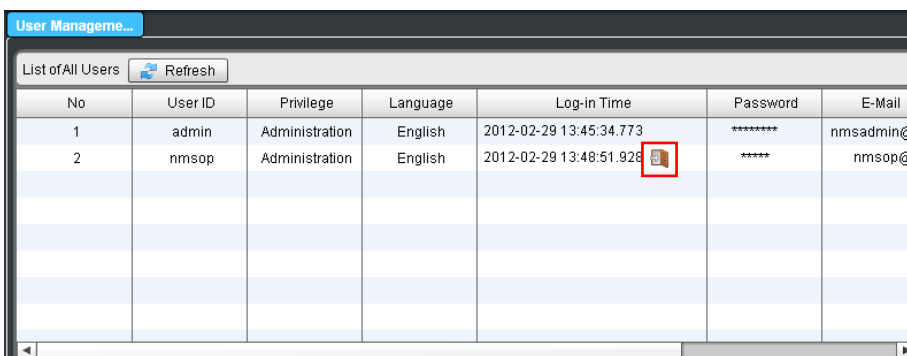 User Manageme...
List of All Users Refresh
No User ID Privilege Language Log-in Time Password E-Mail
1 admin Administration English 2012-02-29 13:45:34.773 ******** nmsadmin@
2 nmsop Administration English 2012-02-29 13:48:51.928 ***** nmsop@